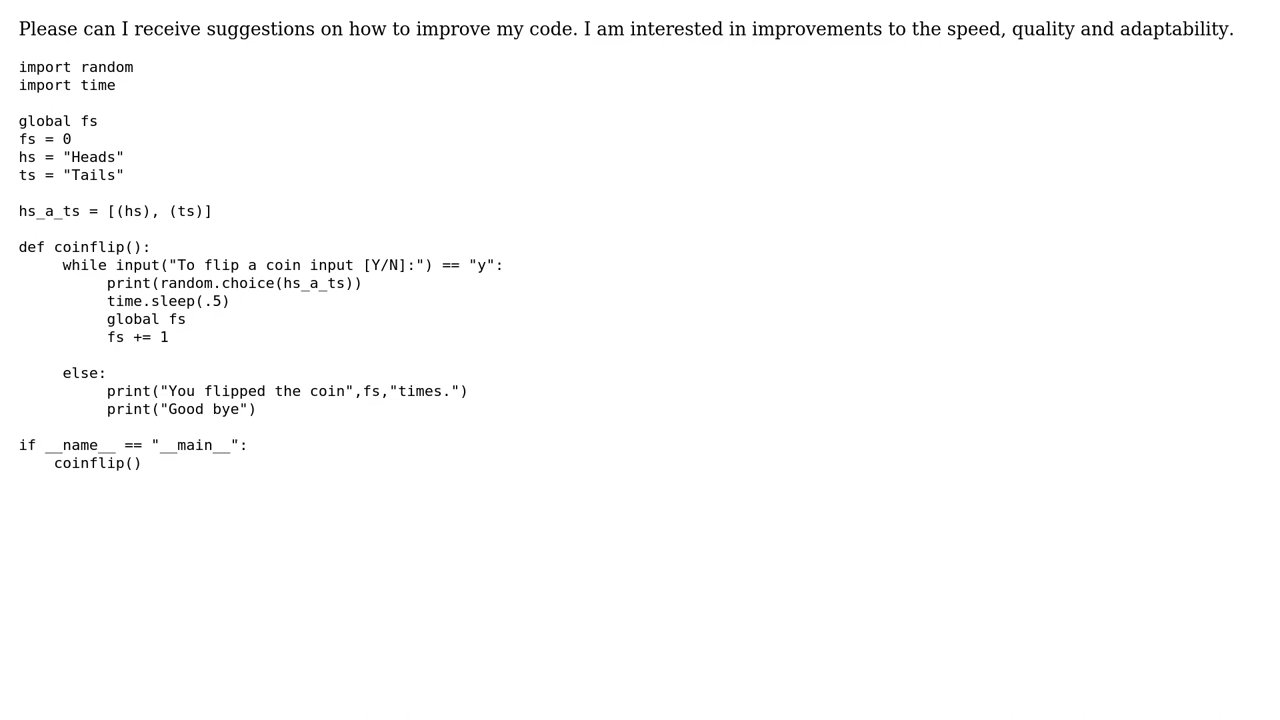 Please can I receive suggestions on how to improve my code. I am interested in improvements to the speed, quality and adaptability.
import random
import time
global fs
fs = 0
hs = "Heads"
ts = "Tails"
hs_a_ts = [(hs), (ts)]
def coinflip():
     while input("To flip a coin input [Y/N]:") == "y":
          print(random.choice(hs_a_ts))
          time.sleep(.5)
          global fs
          fs += 1
     else:
          print("You flipped the coin",fs,"times.")
          print("Good bye")
if __name__ == "__main__":
    coinflip()